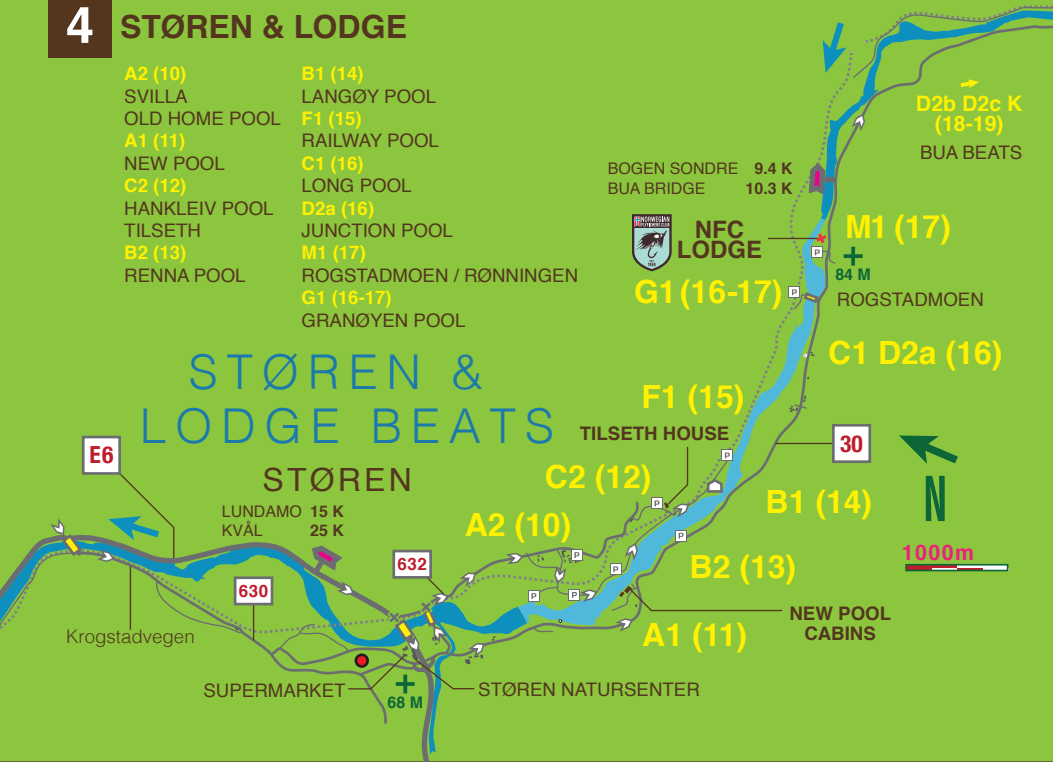 4 STØREN & LODGE
A2 (10)
SVILLA
OLD HOME POOL
A1 (11)
NEW POOL
C2 (12)
HANKLEIV POOL
TILSETH
B2 (13)
RENNA POOL
B1 (14)
LANGØY POOL
F1 (15)
RAILWAY POOL
C1 (16)
LONG POOL
D2a (16)
JUNCTION POOL
M1 (17)
ROGSTADMOEN / RØNNINGEN
G1 (16-17)
GRANØYEN POOL
D2b D2c K
(18-19)
BUA BEATS
BOGEN SONDRE 9.4 K
BUA BRIDGE 10.3 K
NORWEGIAN
FLYFISHERS CLUB
NFC
LODGE
M1 (17)
P
84 M
G1 (16-17)
P
ROGSTADMOEN
C1 D2a (16)
STØREN &
LODGE BEATS
F1 (15)
TILSETH HOUSE
30
E6
STØREN
P
C2 (12)
LUNDAMO 15 K
KVÅL 25 K
P
B1 (14)
N
A2 (10)
P
P
1000m
632
P
B2 (13)
630
P
P
NEW POOL
CABINS
A1 (11)
Krogstadvegen
SUPERMARKET
STØREN NATURSENTER
68 M